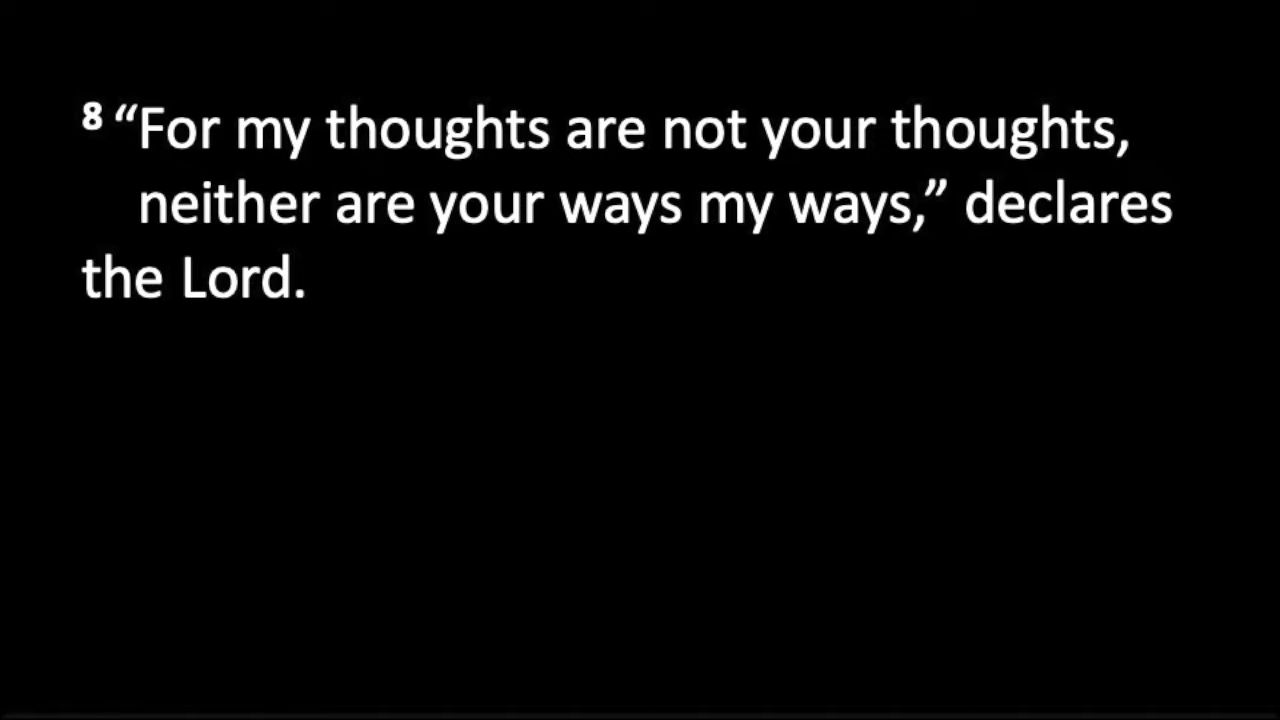 8 “For my thoughts are not your thoughts,
neither are your ways my ways,” declares
the Lord.